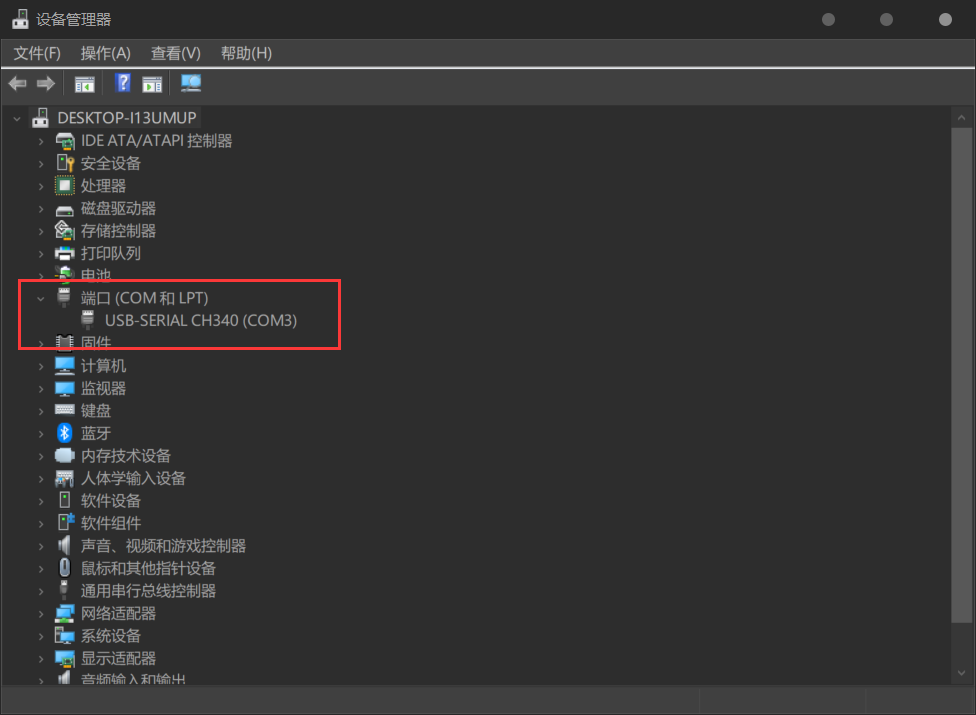 设备管理器
文件(F) 操作(A) 查看(V) 帮助(H)
DESKTOP-I13UMUP
IDE ATA/ATAPI 控制器
安全设备
处理器
磁盘驱动器
存储控制器
打印队列
电池
端口 (COM 和 LPT)
USB-SERIAL CH340 (COM3)
固件
计算机
监视器
键盘
蓝牙
内存技术设备
人体学输入设备
软件设备
软件组件
声音、视频和游戏控制器
鼠标和其他指针设备
通用串行总线控制器
网络适配器
系统设备
显示适配器
音频输入和输出